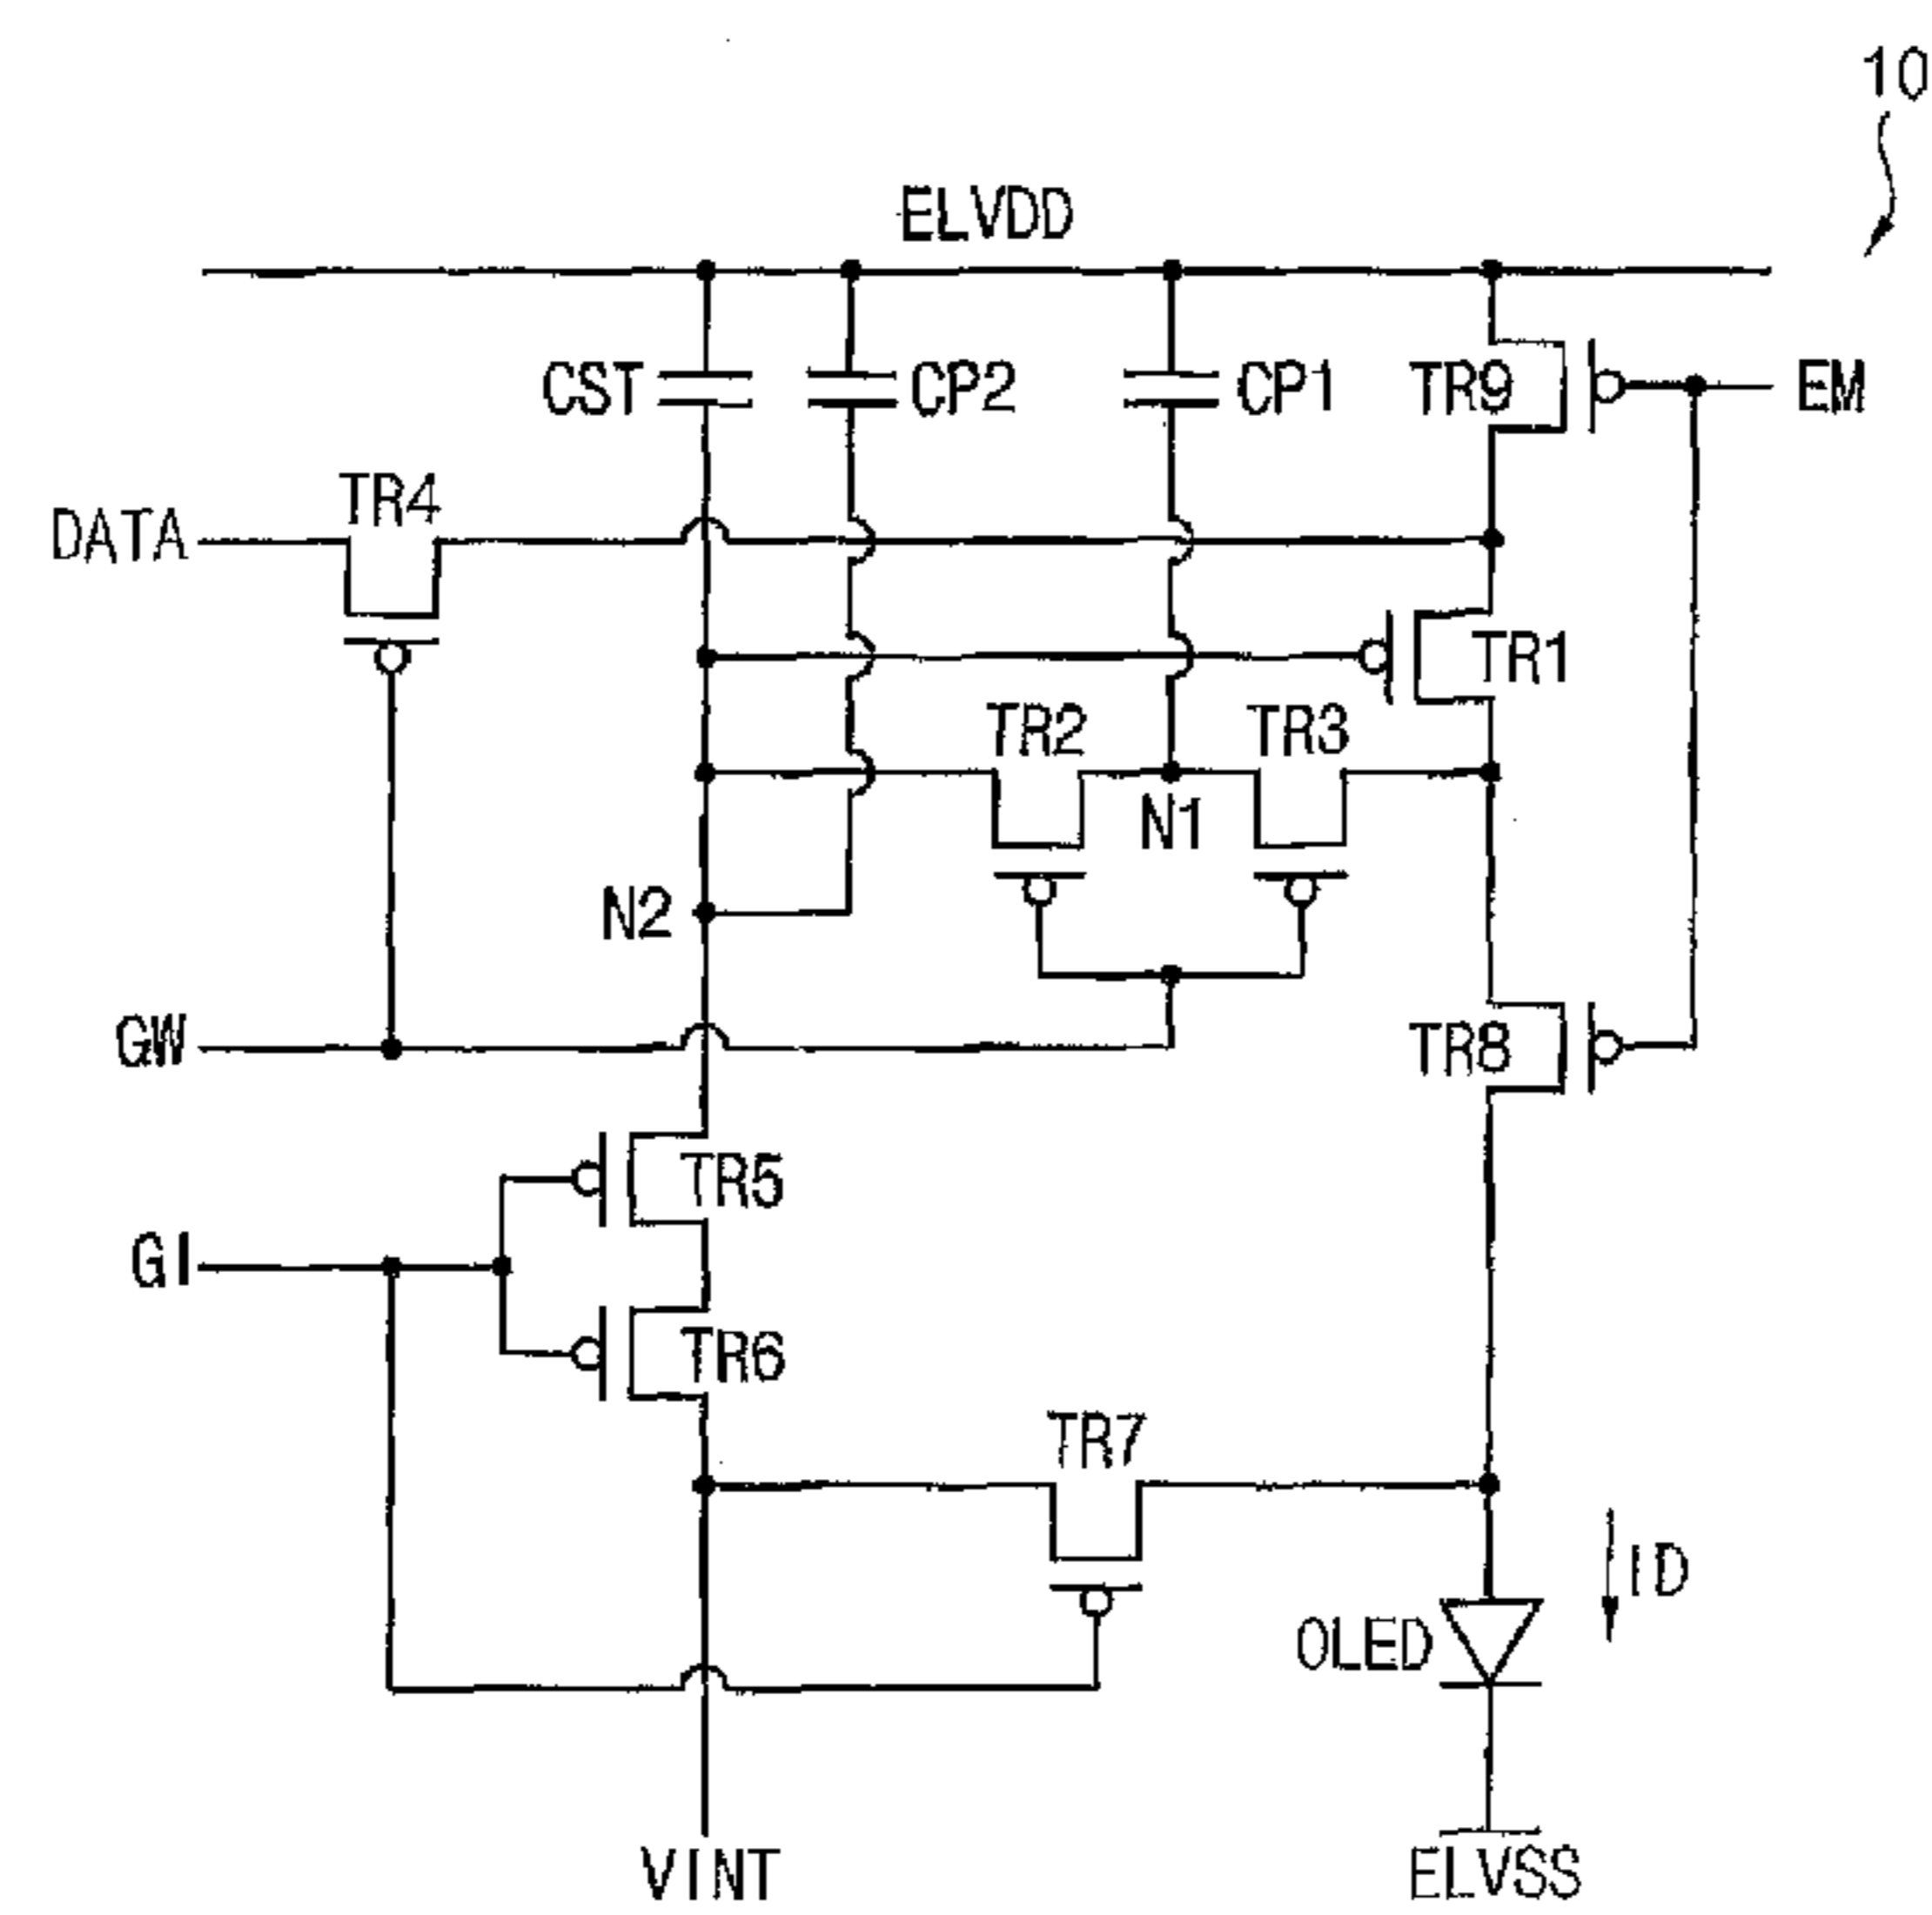 10
ELVDD
CST
CP2
CP1
TR9
EM
DATA
TR4
TR1
TR2
TR3
N1
N2
GW
TR8
TR5
GI
TR6
TR7
ID
OLED
VINT
ELVSS